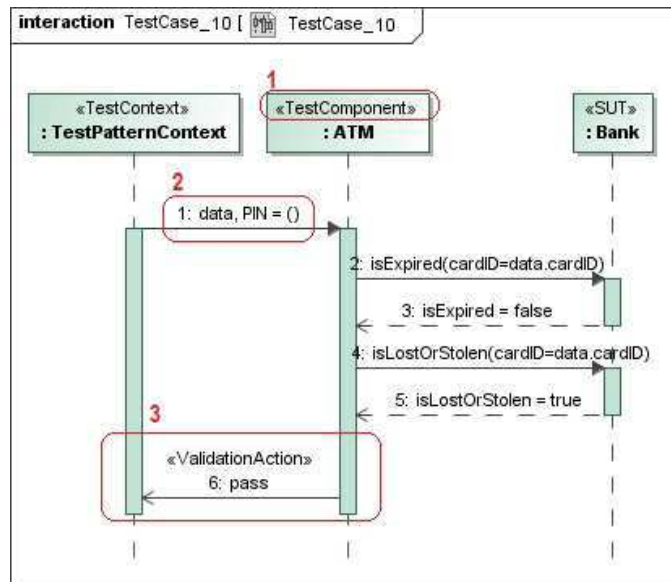 interaction TestCase_10 [ TestCase_10
1
«TestContext»
: TestPatternContext
«TestComponent»
: ATM
«SUT»
: Bank
2
1: data, PIN = ()
2: isExpired(cardID=data.cardID)
3: isExpired = false
4: isLostOrStolen(cardID=data.cardID)
5: isLostOrStolen = true
3
«ValidationAction»
6: pass